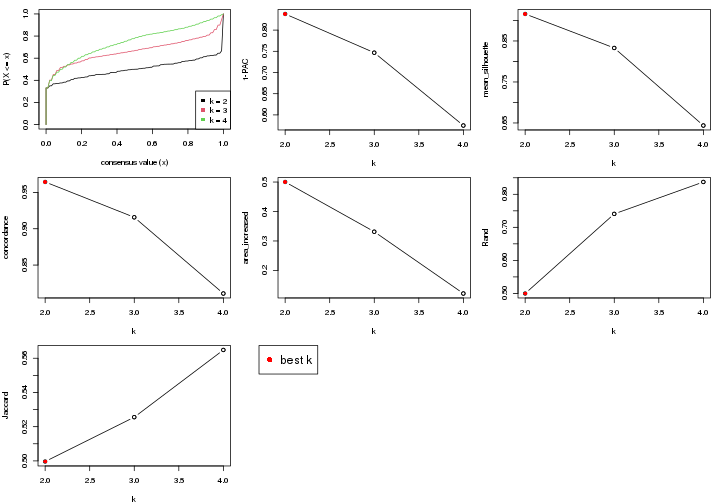 P(X <= x)
0.0 0.2 0.4 0.6 0.8 1.0
k = 2
k = 3
k = 4
0.0 0.2 0.4 0.6 0.8 1.0
consensus value (x)
1-PAC
0.60 0.65 0.70 0.75 0.80
2.0 2.5 3.0 3.5 4.0
k
mean_silhouette
0.65 0.75 0.85
2.0 2.5 3.0 3.5 4.0
k
concordance
0.85 0.90 0.95
2.0 2.5 3.0 3.5 4.0
k
area_increased
0.2 0.3 0.4 0.5
2.0 2.5 3.0 3.5 4.0
k
Rand
0.50 0.60 0.70 0.80
2.0 2.5 3.0 3.5 4.0
k
Jaccard
0.50 0.52 0.54 0.56
2.0 2.5 3.0 3.5 4.0
k
best k